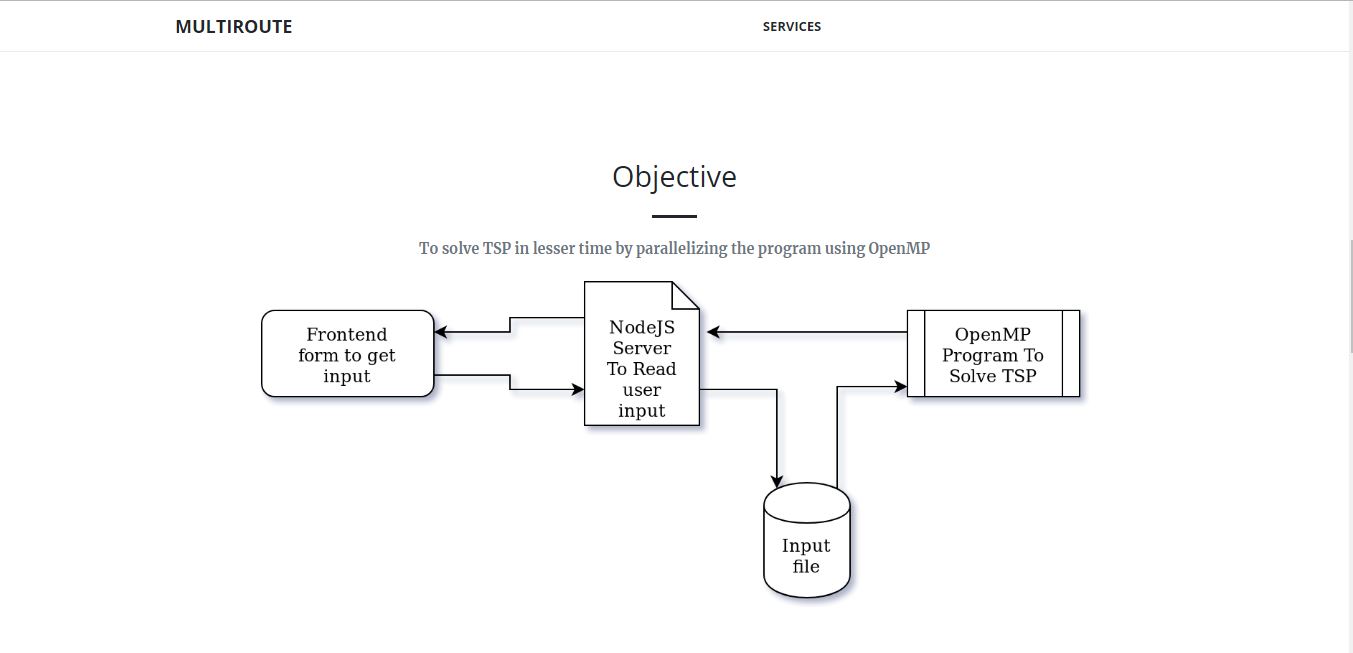 MULTIROUTE
SERVICES
Objective
To solve TSP in lesser time by parallelizing the program using OpenMP
Frontend
form to get
input
NodeJS
Server
To Read
user
input
OpenMP
Program To
Solve TSP
Input
file